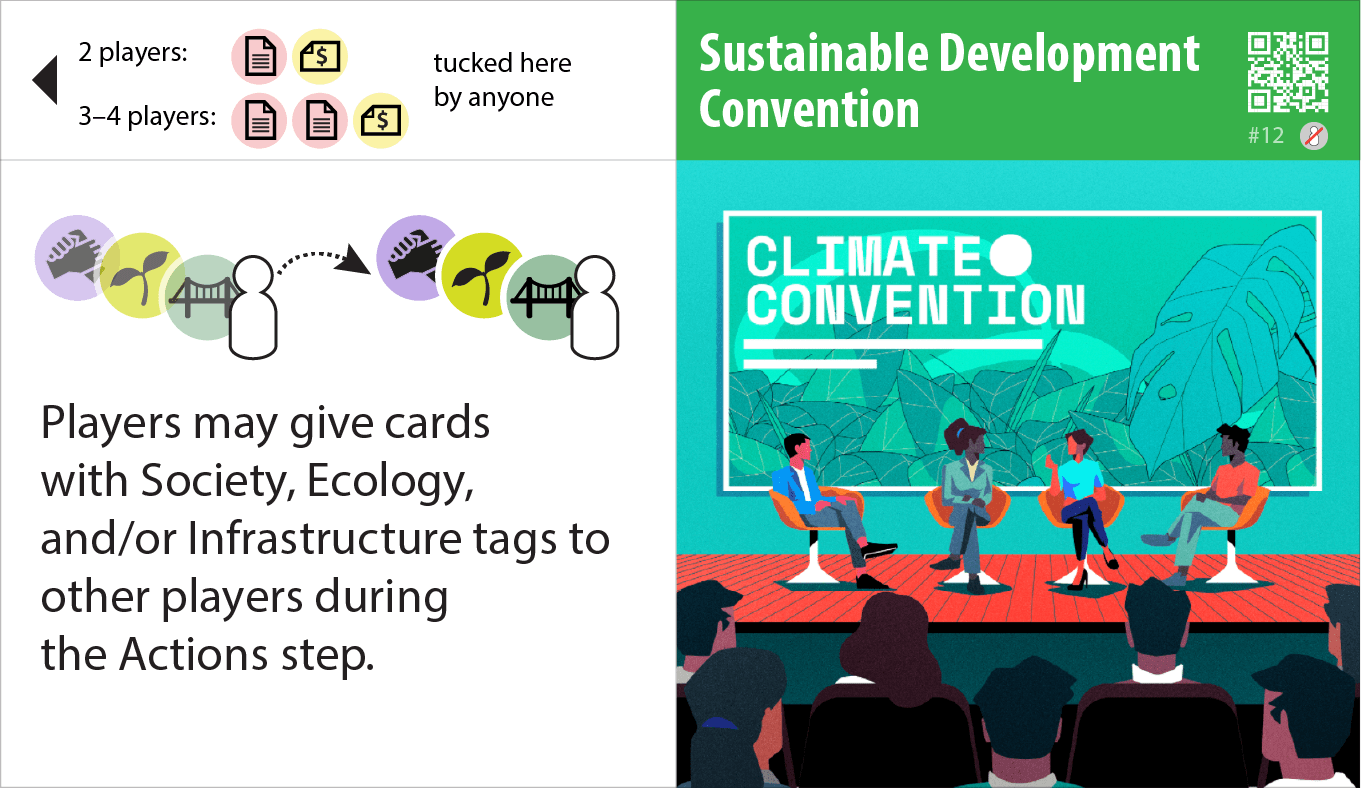 2 players:
$
tucked here
by anyone
3–4 players:
$
Players may give cards
with Society, Ecology,
and/or Infrastructure tags to
other players during
the Actions step.
Sustainable Development
Convention
#12
CLIMATE
CONVENTION